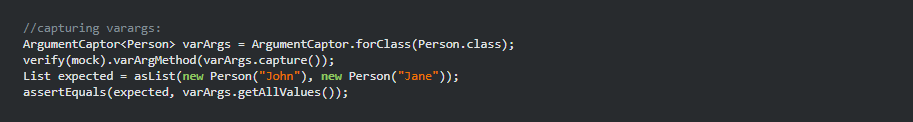 //capturing varargs:
ArgumentCaptor<Person> varArgs = ArgumentCaptor.forClass(Person.class);
verify(mock).varArgMethod(varArgs.capture());
List expected = asList(new Person("John"), new Person("Jane"));
assertEquals(expected, varArgs.getAllValues());